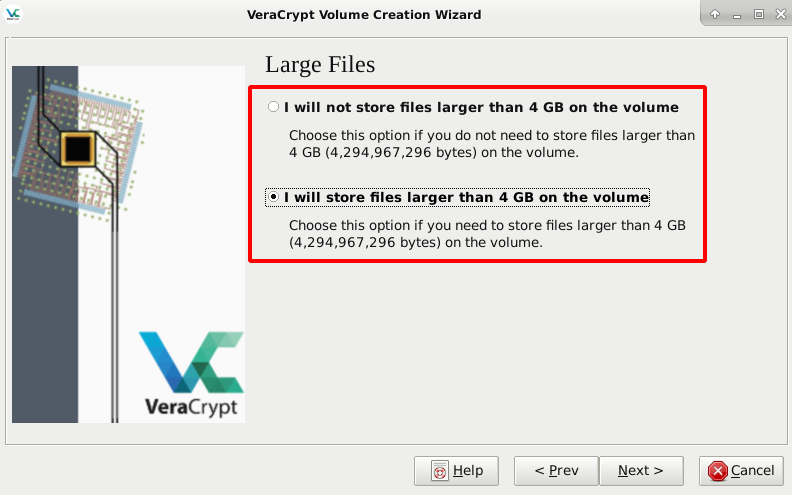 VeraCrypt Volume Creation Wizard
Large Files
I will not store files larger than 4 GB on the volume
Choose this option if you do not need to store files larger than
4 GB (4,294,967,296 bytes) on the volume.
I will store files larger than 4 GB on the volume
Choose this option if you need to store files larger than 4 GB
(4,294,967,296 bytes) on the volume.
VeraCrypt
Help
< Prev
Next >
Cancel